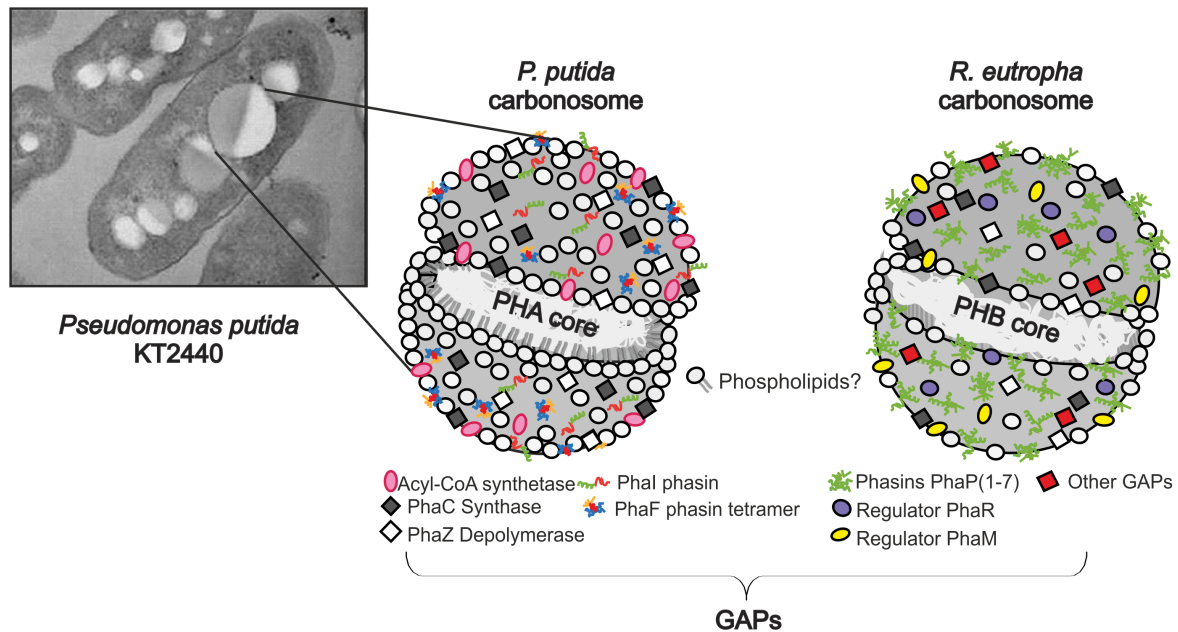 P. putida
carbonosome
R. eutropha
carbonosome
PHA core
PHB core
Pseudomonas putida
KT2440
Phospholipids?
Acyl-CoA synthetase
PhaI phasin
Phasins PhaP(1-7)
Other GAPs
PhaC Synthase
PhaF phasin tetramer
Regulator PhaR
PhaZ Depolymerase
Regulator PhaM
GAPs